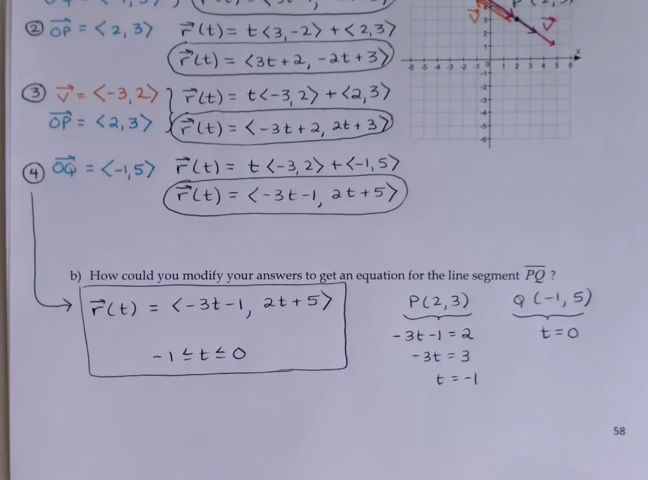 ② OP = <2, 3> r(t) = t<3, -2> + <2, 3>
r(t) = <3t+2, -2t+3>
③ v = <-3, 2> r(t) = t<-3, 2> + <2, 3>
OP = <2, 3> r(t) = <-3t+2, 2t+3>
④ OQ = <-1, 5> r(t) = t<-3, 2> + <-1, 5>
r(t) = <-3t-1, 2t+5>
b) How could you modify your answers to get an equation for the line segment PQ ?
r(t) = <-3t-1, 2t+5> P(2, 3) Q(-1, 5)
-3t-1 = 2 t=0
-1 ≤ t ≤ 0 -3t = 3
t = -1
58